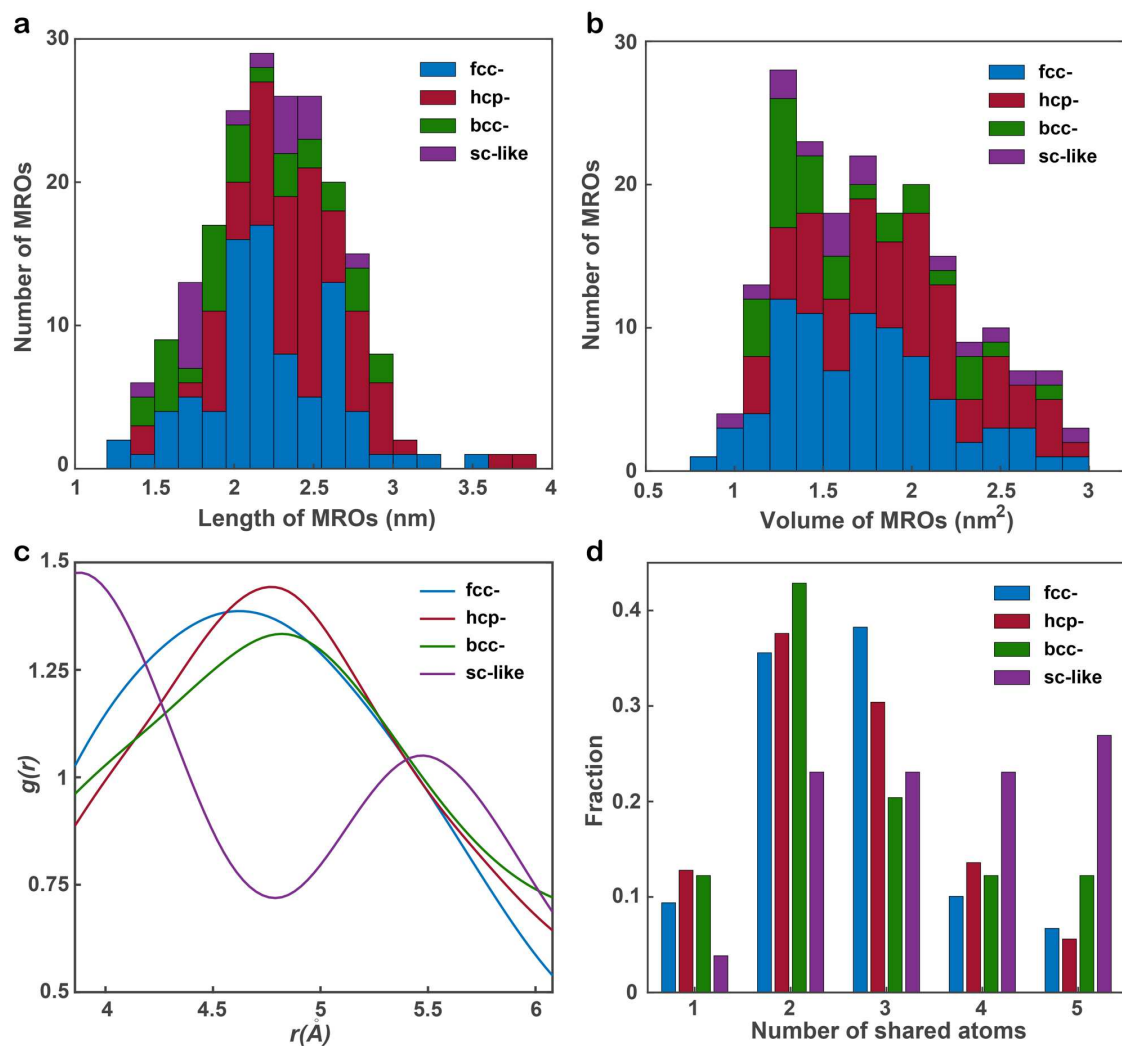 a
30
20
10
0
Number of MROs
fcc-
hcp-
bcc-
sc-like
1 1.5 2 2.5 3 3.5 4
Length of MROs (nm)
b
30
20
10
0
Number of MROs
fcc-
hcp-
bcc-
sc-like
0.5 1 1.5 2 2.5 3
Volume of MROs (nm²)
c
1.5
1.25
1
0.75
0.5
g(r)
fcc-
hcp-
bcc-
sc-like
4 4.5 5 5.5 6
r(Å)
d
0.4
0.3
0.2
0.1
0
Fraction
fcc-
hcp-
bcc-
sc-like
1 2 3 4 5
Number of shared atoms